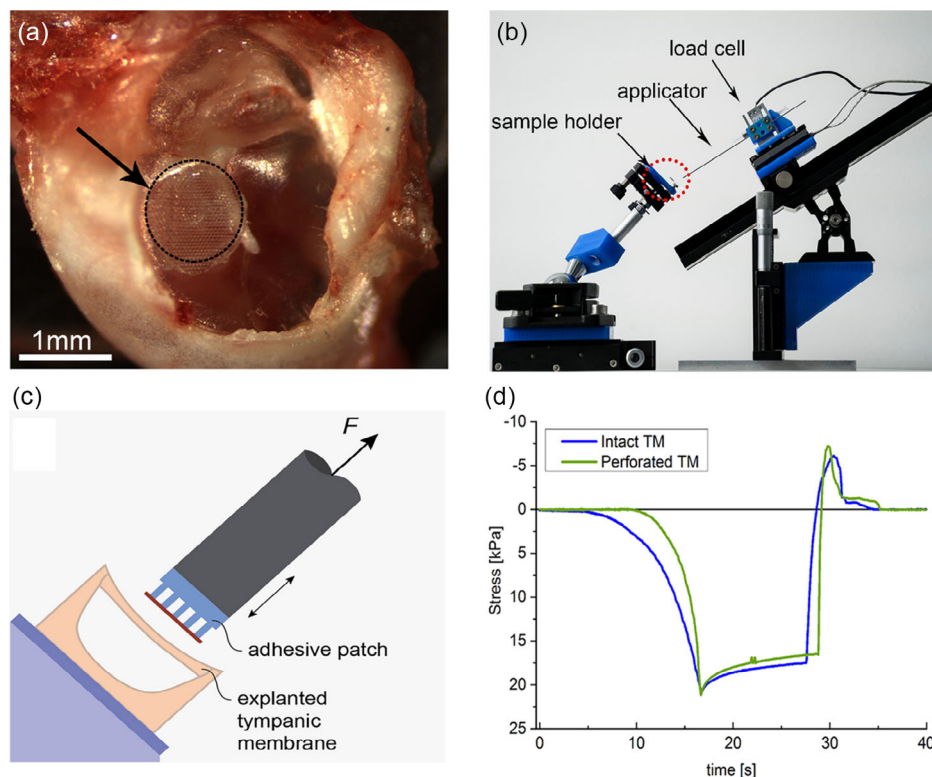 (a)
1mm
(b)
load cell
applicator
sample holder
(c)
F
adhesive patch
explanted
tympanic
membrane
(d)
Intact TM
Perforated TM
Stress [kPa]
-10
-5
0
5
10
15
20
25
0
10
20
30
40
time [s]